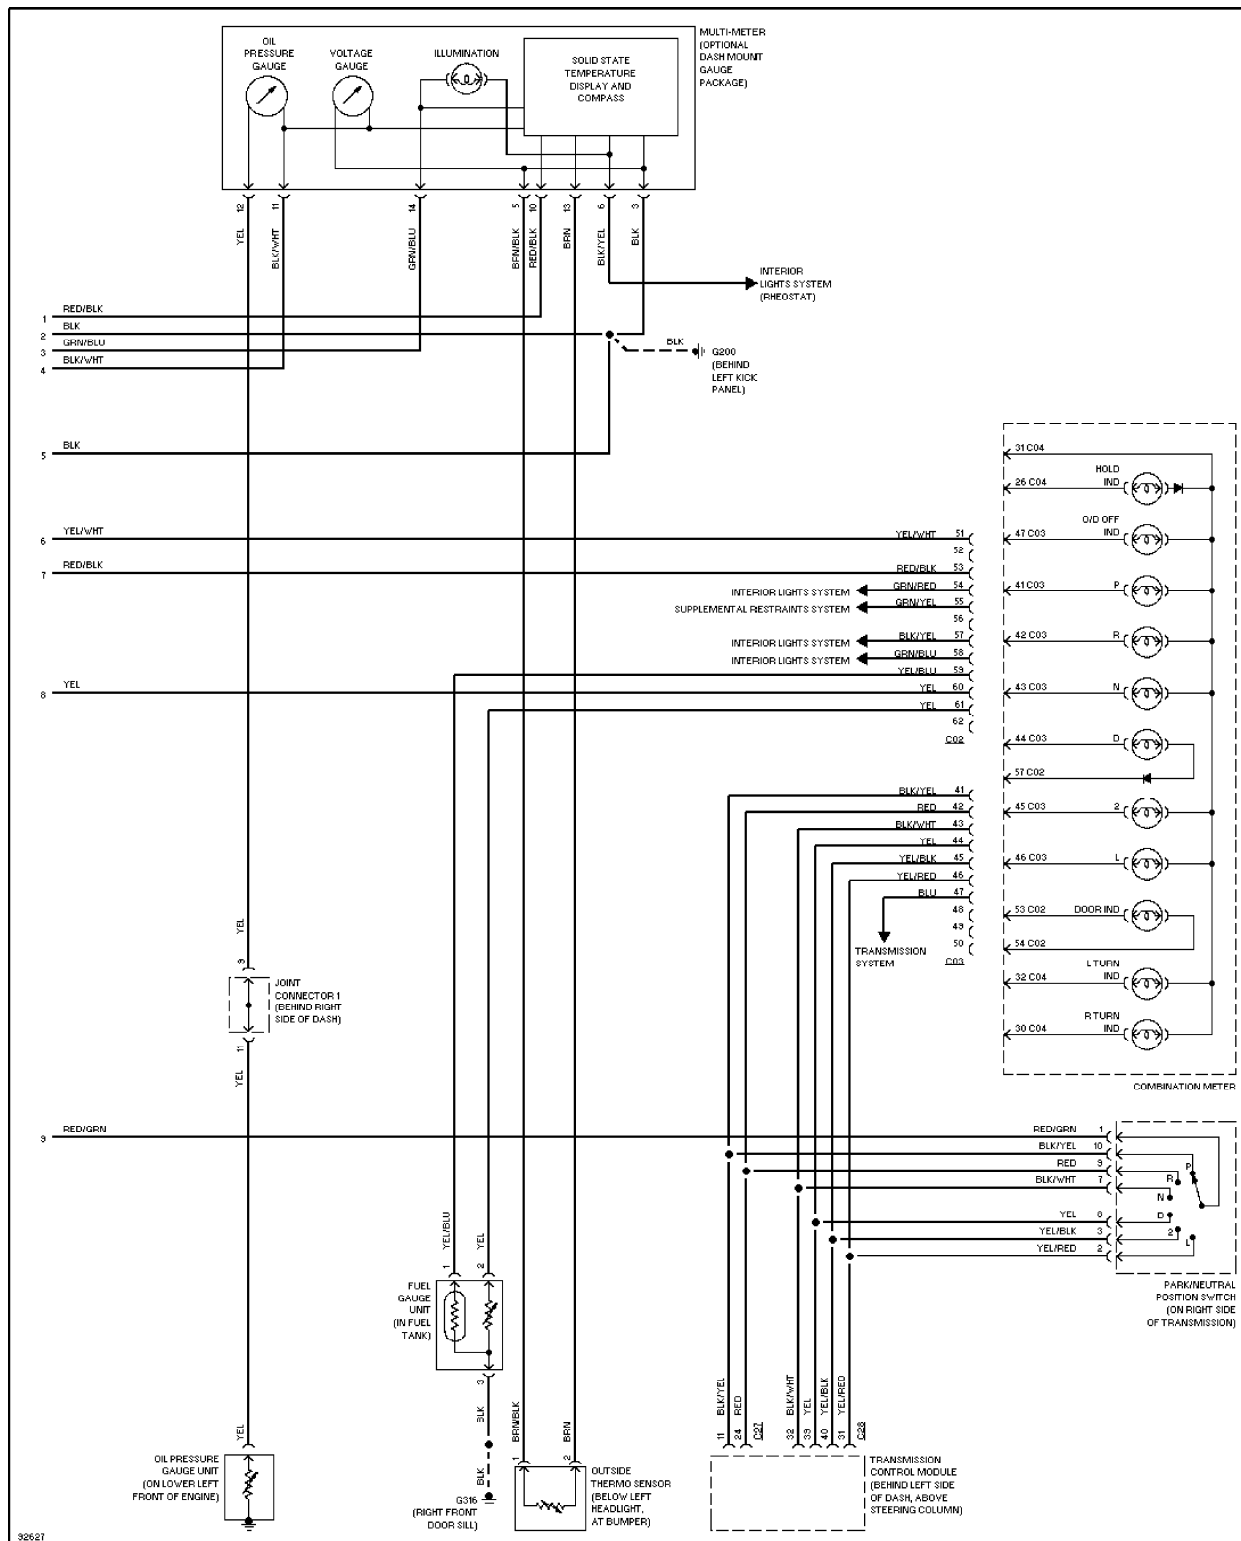 MULTI-METER
(OPTIONAL
DASH MOUNT
GAUGE
PACKAGE)
OIL
PRESSURE
GAUGE
VOLTAGE
GAUGE
ILLUMINATION
SOLID STATE
TEMPERATURE
DISPLAY AND
COMPASS
12
11
14
5
10
13
6
3
YEL
BLK/WHT
GRN/BLU
BRN/BLK
RED/BLK
BRN
BLK/YEL
BLK
INTERIOR
LIGHTS SYSTEM
(RHEOSTAT)
1 RED/BLK
2 BLK
3 GRN/BLU
4 BLK/WHT
BLK
G200
(BEHIND
LEFT KICK
PANEL)
5 BLK
6 YEL/WHT
7 RED/BLK
8 YEL
YEL/WHT 51
52
RED/BLK 53
INTERIOR LIGHTS SYSTEM GRN/RED 54
SUPPLEMENTAL RESTRAINTS SYSTEM GRN/YEL 55
56
INTERIOR LIGHTS SYSTEM BLK/YEL 57
INTERIOR LIGHTS SYSTEM GRN/BLU 58
YEL/BLU 59
YEL 60
YEL 61
62
C02
BLK/YEL 41
RED 42
BLK/WHT 43
YEL 44
YEL/BLK 45
YEL/RED 46
BLU 47
48
49
50
C03
TRANSMISSION
SYSTEM
31 C04
26 C04 HOLD
IND
47 C03 O/D OFF
IND
41 C03 P
42 C03 R
43 C03 N
44 C03 D
57 C02
45 C03 2
46 C03 L
53 C02 DOOR IND
54 C02
32 C04 L TURN
IND
30 C04 R TURN
IND
COMBINATION METER
YEL
9
JOINT
CONNECTOR 1
(BEHIND RIGHT
SIDE OF DASH)
11
YEL
9 RED/GRN
RED/GRN 1
BLK/YEL 10
RED 9
BLK/WHT 7
YEL 8
YEL/BLK 3
YEL/RED 2
P
R
N
D
2
L
PARK/NEUTRAL
POSITION SWITCH
(ON RIGHT SIDE
OF TRANSMISSION)
YEL/BLU
YEL
1
2
FUEL
GAUGE
UNIT
(IN FUEL
TANK)
3
BLK
BLK
G316
(RIGHT FRONT
DOOR SILL)
YEL
OIL PRESSURE
GAUGE UNIT
(ON LOWER LEFT
FRONT OF ENGINE)
BRN/BLK
BRN
1
2
OUTSIDE
THERMO SENSOR
(BELOW LEFT
HEADLIGHT,
AT BUMPER)
BLK/YEL
RED
BLK/WHT
YEL
YEL/BLK
YEL/RED
11
24
C27
32
39
40
31
C28
TRANSMISSION
CONTROL MODULE
(BEHIND LEFT SIDE
OF DASH, ABOVE
STEERING COLUMN)
92627